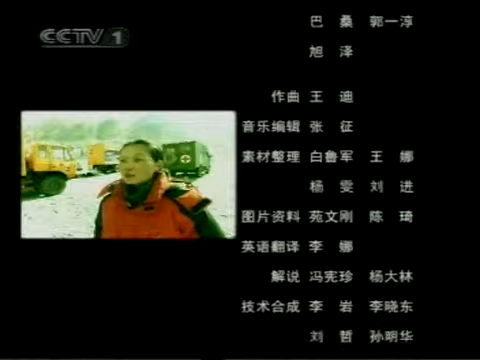 CCTV 1
巴 桑 郭一淳
旭 泽
作曲 王 迪
音乐编辑 张 征
素材整理 白鲁军 王 娜
杨 雯 刘 进
图片资料 苑文刚 陈 琦
英语翻译 李 娜
解说 冯宪珍 杨大林
技术合成 李 岩 李晓东
刘 哲 孙明华